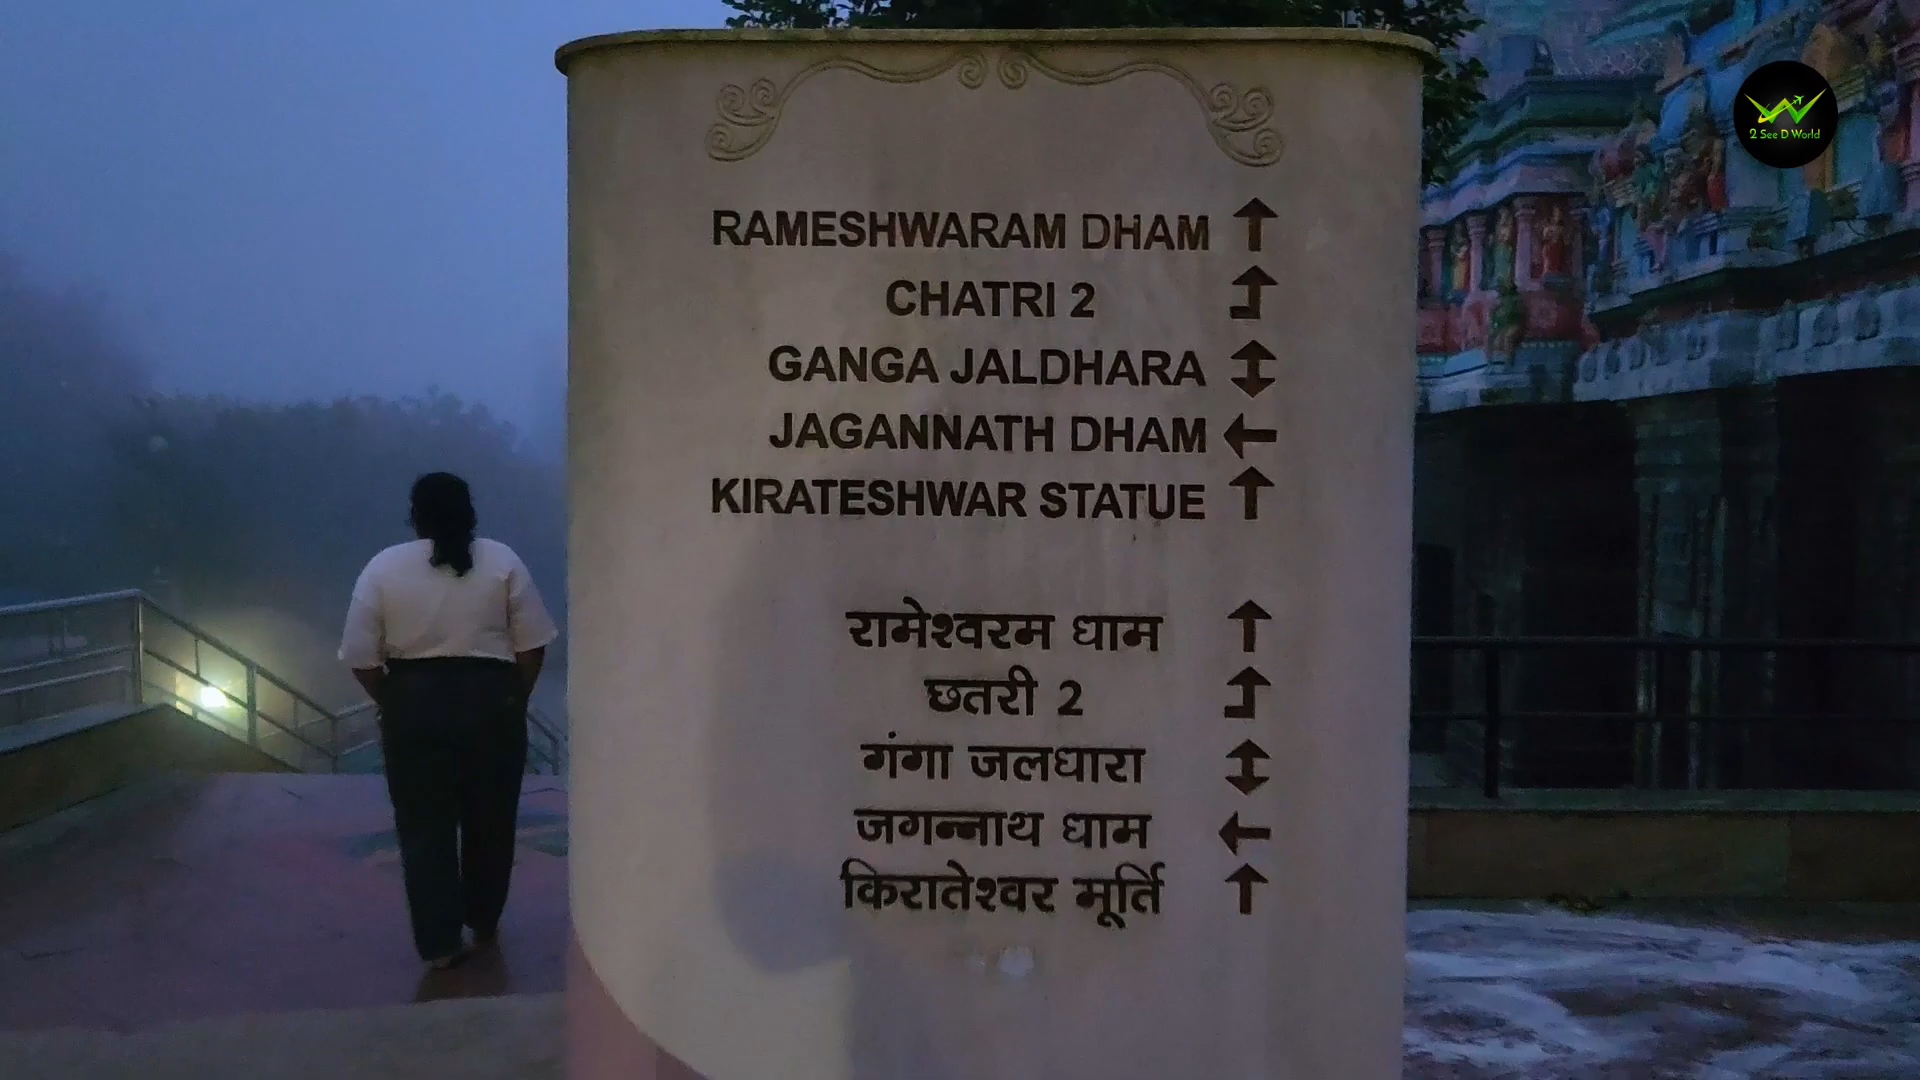 2 See D World
RAMESHWARAM DHAM ↑
CHATRI 2 ⮥
GANGA JALDHARA ↕
JAGANNATH DHAM ←
KIRATESHWAR STATUE ↑
रामेश्वरम धाम ↑
छतरी 2 ⮥
गंगा जलधारा ↕
जगन्नाथ धाम ←
किरातेश्वर मूर्ति ↑